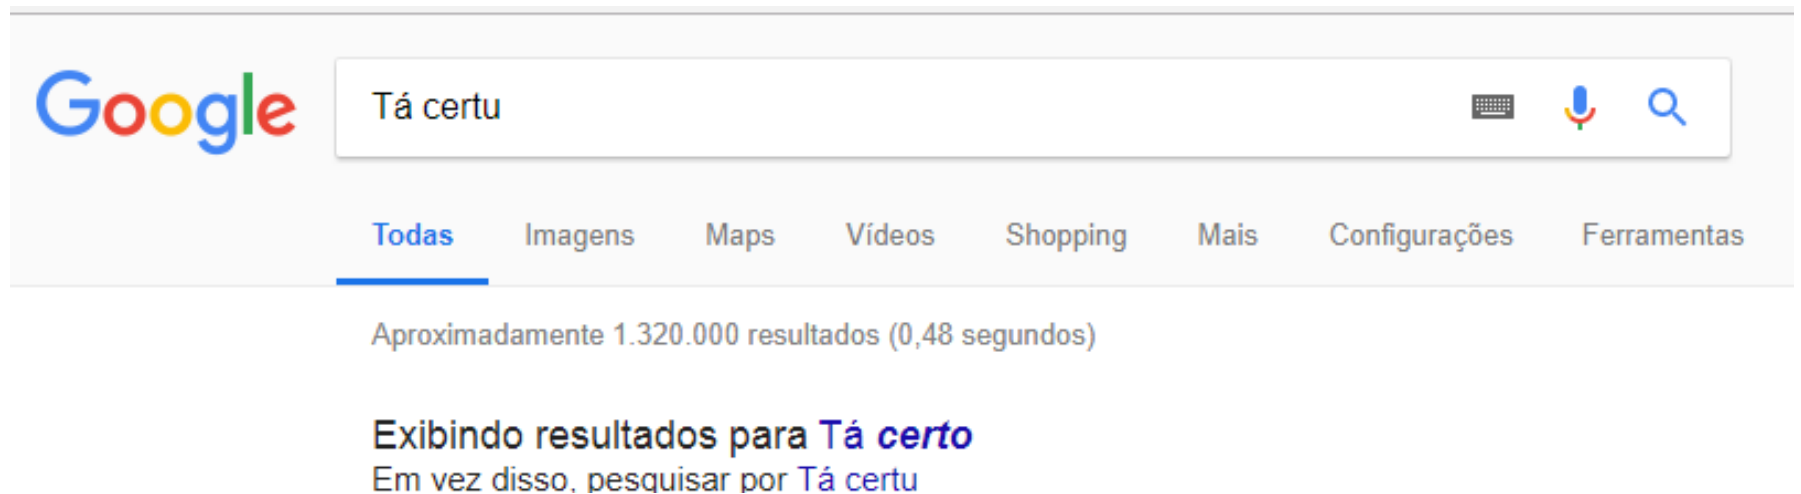 Google Tá certu
Todas Imagens Maps Vídeos Shopping Mais Configurações Ferramentas
Aproximadamente 1.320.000 resultados (0,48 segundos)
Exibindo resultados para Tá certo
Em vez disso, pesquisar por Tá certu